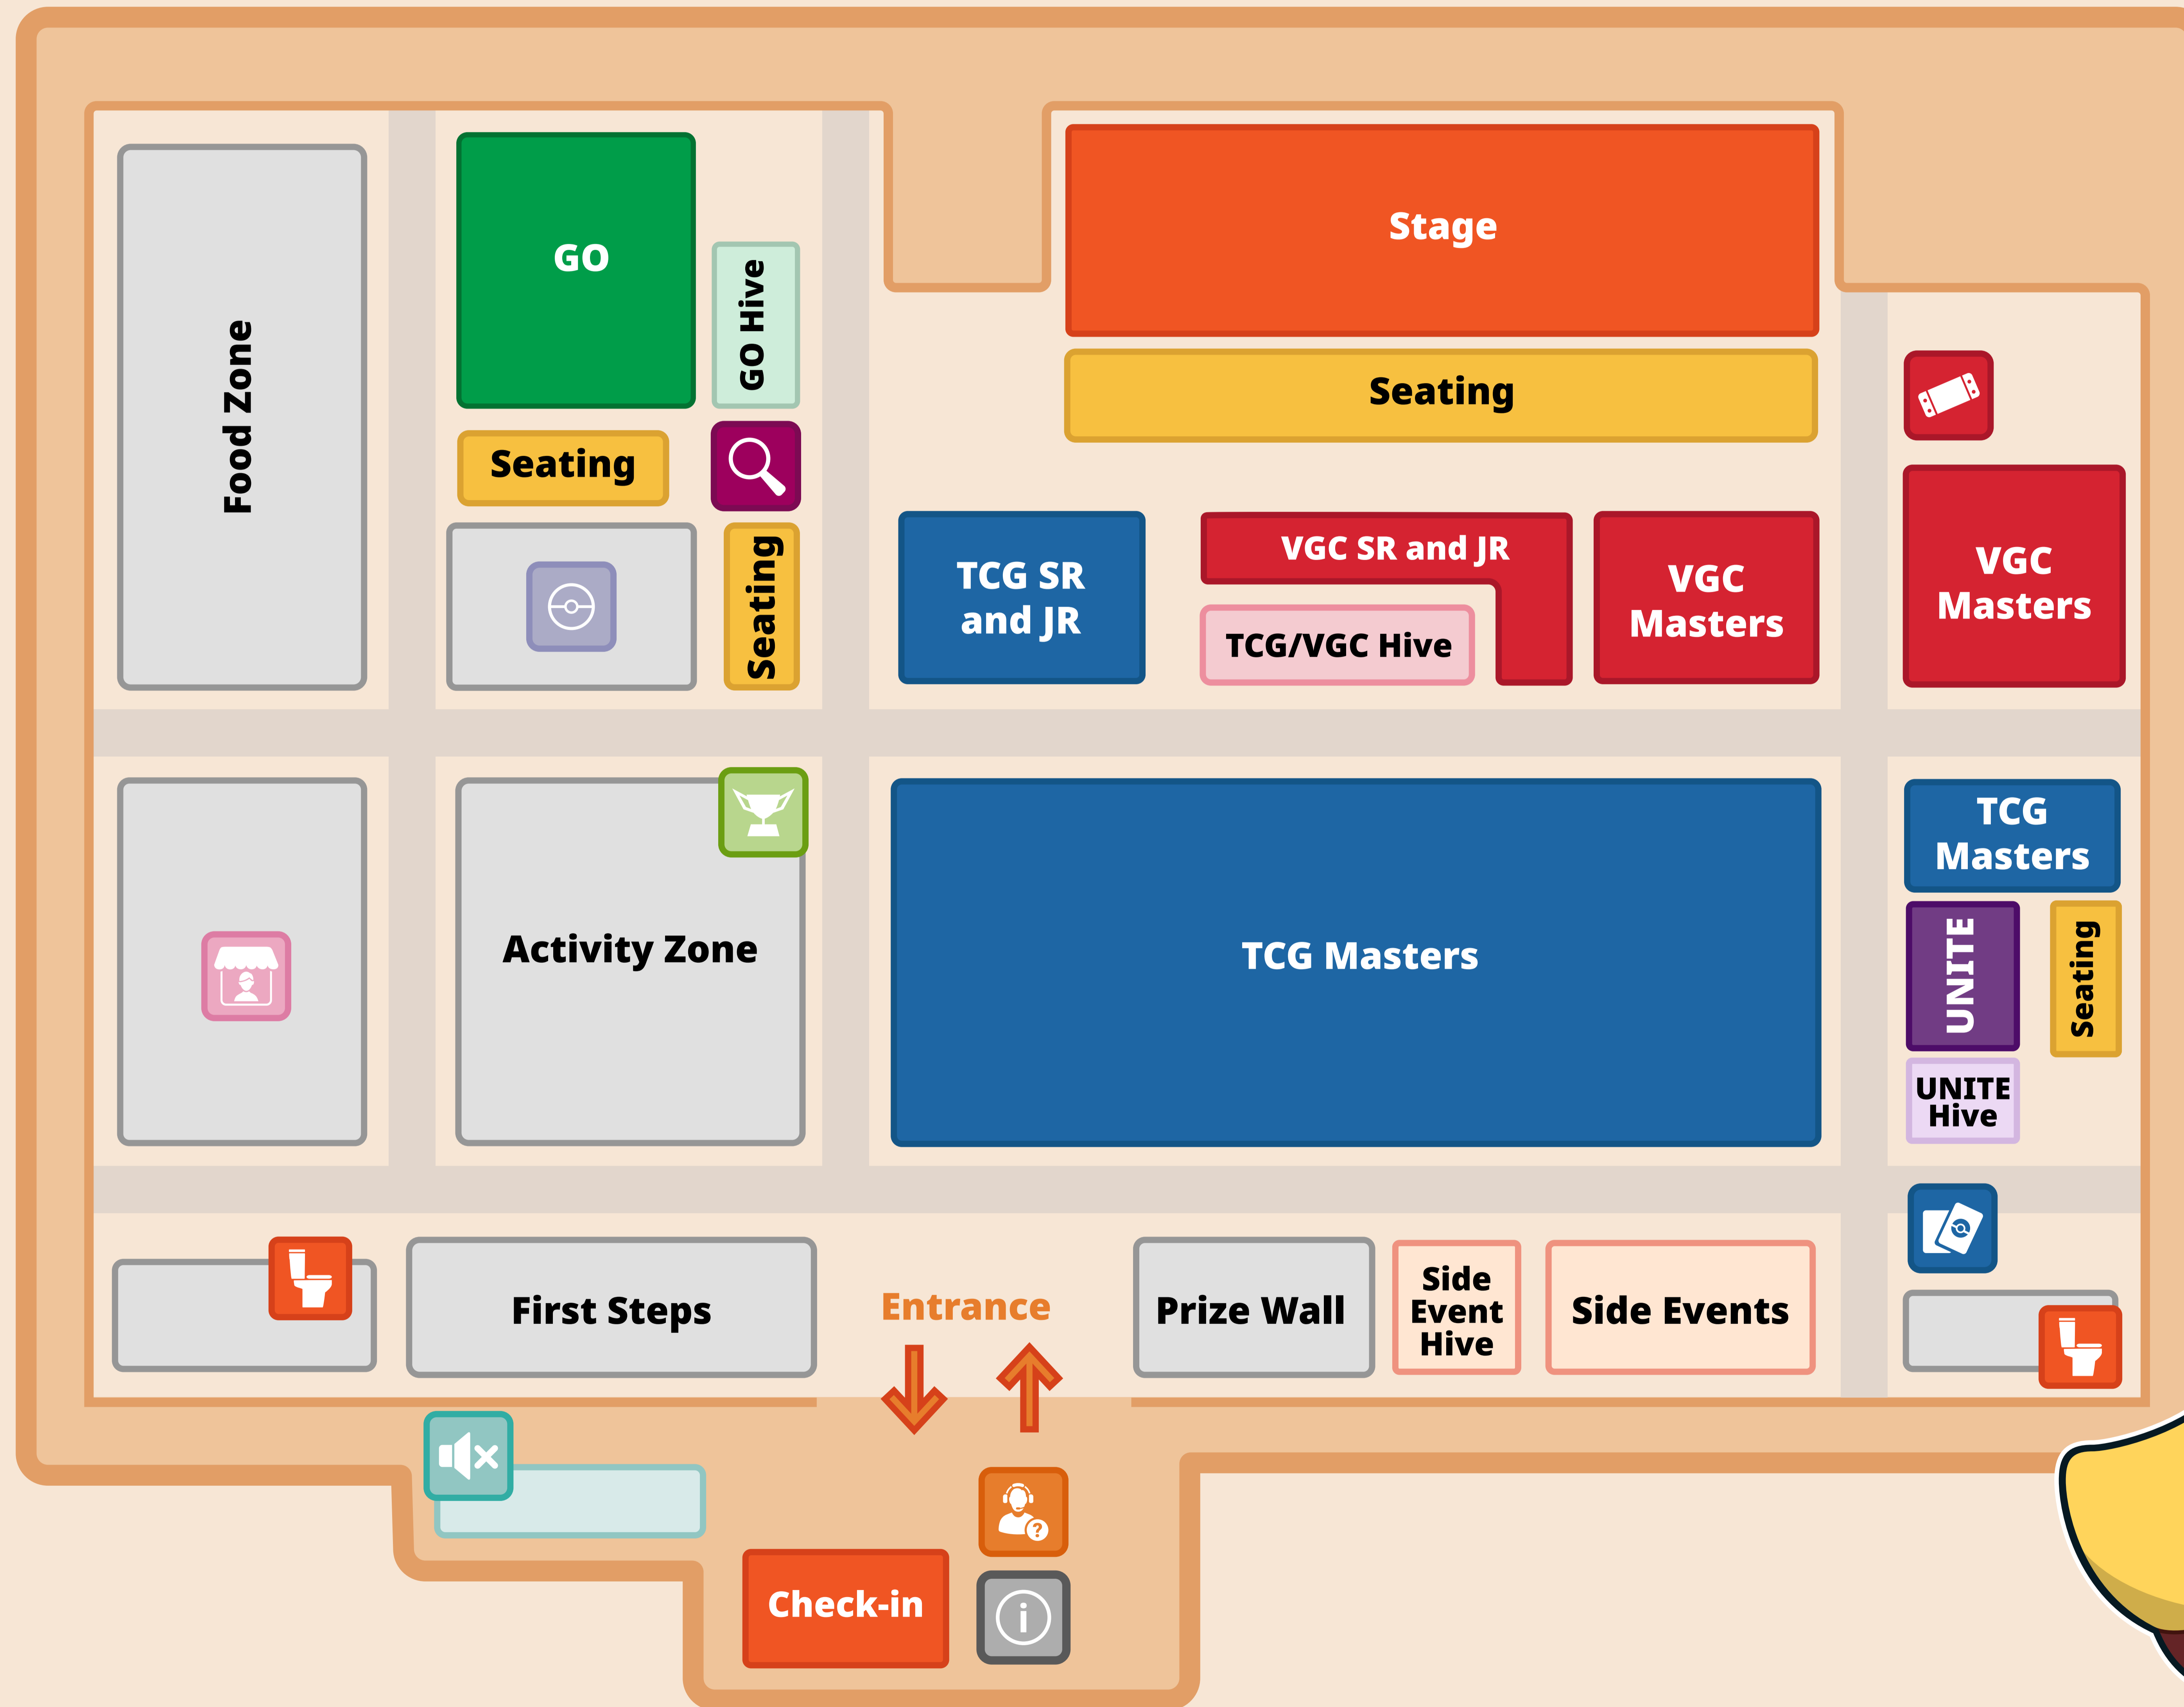 Stage
GO
GO Hive
Food Zone
Seating
Seating
Seating
TCG SR
and JR
VGC SR and JR
TCG/VGC Hive
VGC
Masters
VGC
Masters
Activity Zone
TCG Masters
TCG
Masters
UNITE
Seating
UNITE
Hive
First Steps
Entrance
Prize Wall
Side
Event
Hive
Side Events
?
Check-in
i